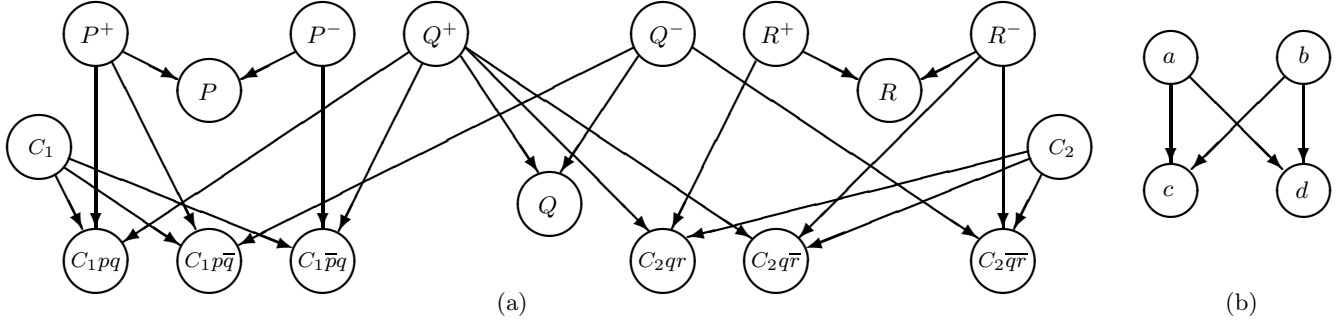 P⁺ P⁻ Q⁺ Q⁻ R⁺ R⁻ a b
P R
C₁ C₂
c d
Q
C₁pq C₁pq̅ C₁p̅q C₂qr C₂qr̅ C₂q̅r̅
(a) (b)